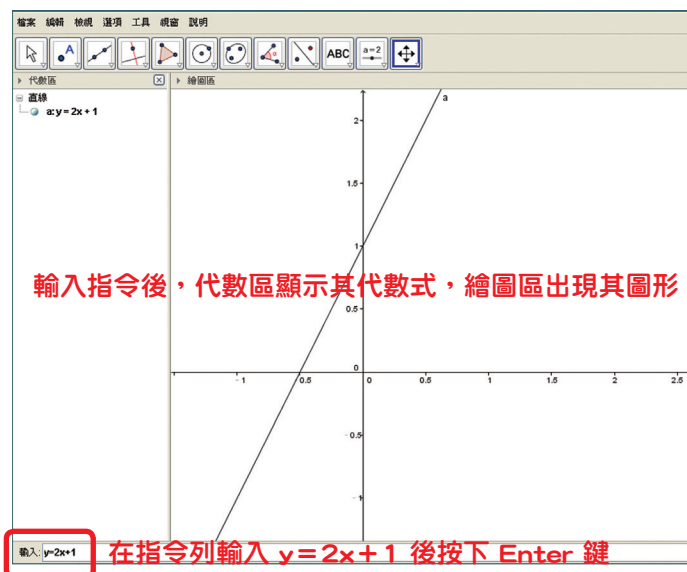 檔案 編輯 檢視 選項 工具 視窗 說明
A ABC a=2
代數區 繪圖區
直線
a:y = 2x + 1
a
2
1.5
1
輸入指令後，代數區顯示其代數式，繪圖區出現其圖形
0.5
0
-1 0.5 0 0.5 1 1.5 2 2.5
-0.5
-1
輸入: y=2x+1 在指令列輸入 y＝2x＋1 後按下 Enter 鍵